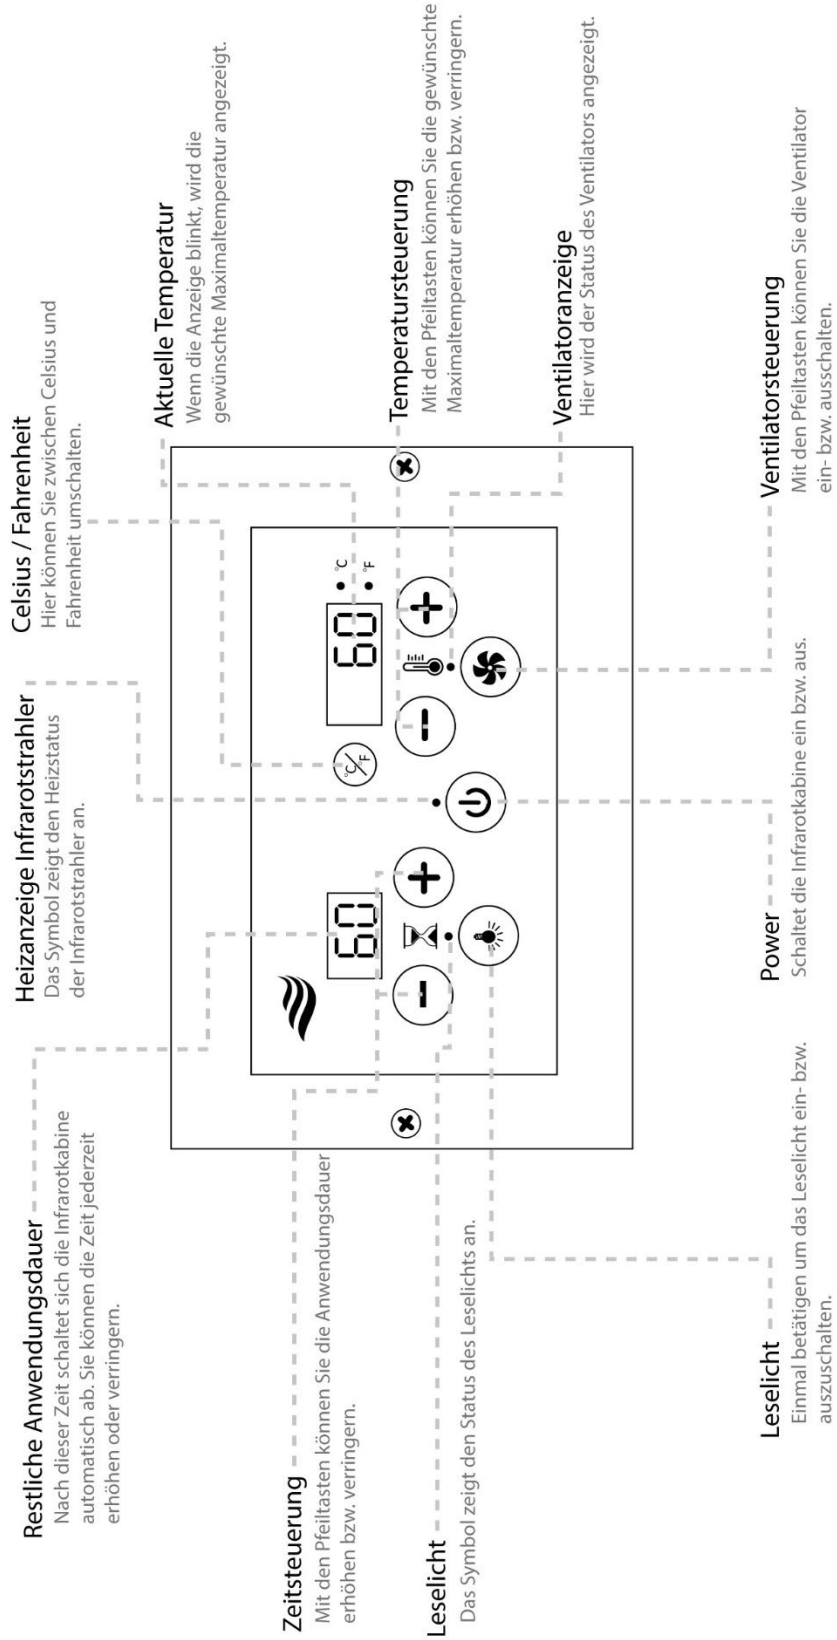 Restliche Anwendungsdauer
Nach dieser Zeit schaltet sich die Infrarotkabine
automatisch ab. Sie können die Zeit jederzeit
erhöhen oder verringern.
Heizanzeige Infrarotstrahler
Das Symbol zeigt den Heizstatus
der Infrarotstrahler an.
Celsius / Fahrenheit
Hier können Sie zwischen Celsius und
Fahrenheit umschalten.
Aktuelle Temperatur
Wenn die Anzeige blinkt, wird die
gewünschte Maximaltemperatur angezeigt.
Zeitsteuerung
Mit den Pfeiltasten können Sie die Anwendungsdauer
erhöhen bzw. verringern.
60
°C/°F
60
°C
°F
Temperatursteuerung
Mit den Pfeiltasten können Sie die gewünschte
Maximaltemperatur erhöhen bzw. verringern.
Leselicht
Das Symbol zeigt den Status des Leselichts an.
Ventilatoranzeige
Hier wird der Status des Ventilators angezeigt.
Leselicht
Einmal betätigen um das Leselicht ein- bzw.
auszuschalten.
Power
Schaltet die Infrarotkabine ein bzw. aus.
Ventilatorsteuerung
Mit den Pfeiltasten können Sie die Ventilator
ein- bzw. ausschalten.